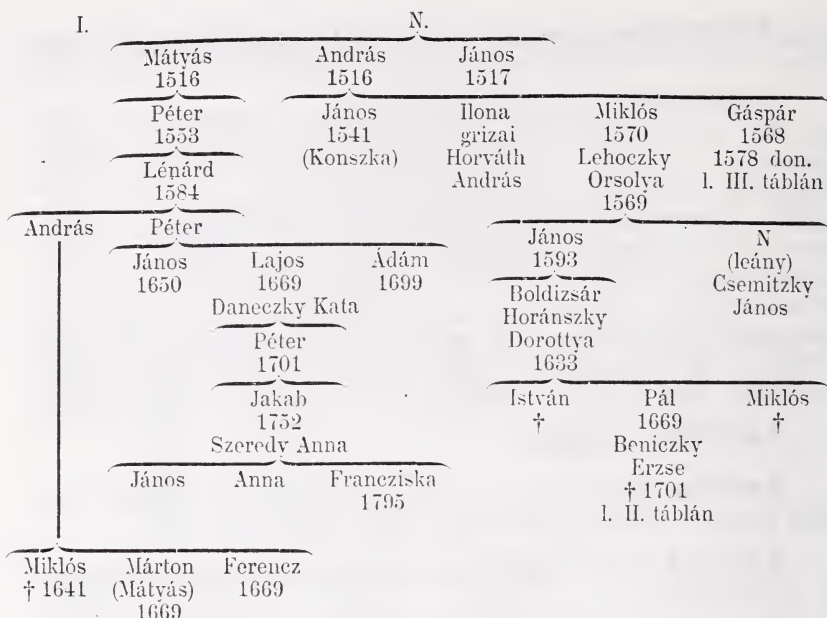 I. N.
Mátyás András János
1516 1516 1517
Péter János Ilona Miklós Gáspár
1553 1541 grizai 1570 1568
Lénárd (Konszka) Horváth Lehoczky 1578 don.
1584 András Orsolya l. III. táblán
1569
András Péter János N
János Lajos Ádám 1593 (leány)
1650 1669 1699 Boldizsár Csemitzky
Daneczky Kata Horánszky János
Péter Dorottya
1701 1633
Jakab István Pál Miklós
1752 † 1669 †
Szeredy Anna Beniczky
János Anna Francziska Erzse
1795 † 1701
l. II. táblán
Miklós Márton Ferencz
† 1641 (Mátyás) 1669
1669